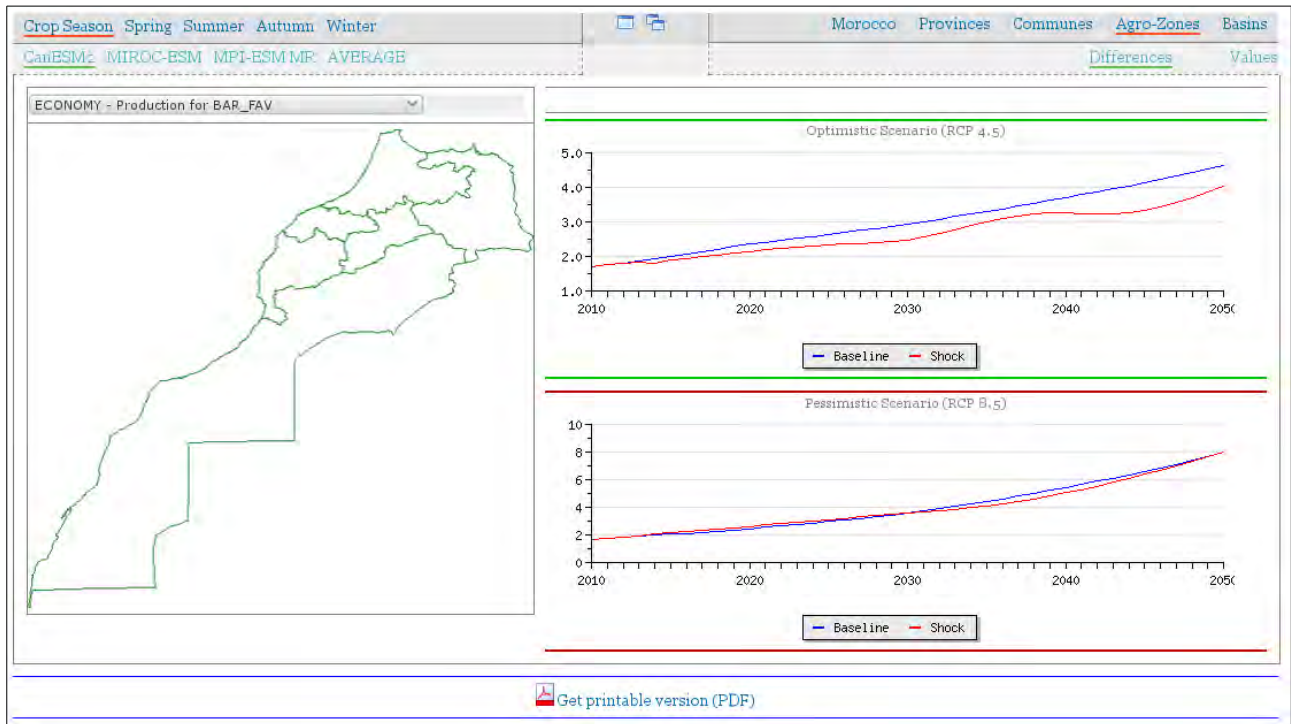 Crop Season Spring Summer Autumn Winter
Morocco Provinces Communes Agro-Zones Basins
CanESM2 MIROC-ESM MPI-ESM MR AVERAGE
Differences Values
ECONOMY - Production for BAR_FAV
Optimistic Scenario (RCP 4.5)
5.0
4.0
3.0
2.0
1.0
2010 2020 2030 2040 2050
Baseline Shock
Pessimistic Scenario (RCP 8.5)
10
8
6
4
2
0
2010 2020 2030 2040 2050
Baseline Shock
Get printable version (PDF)